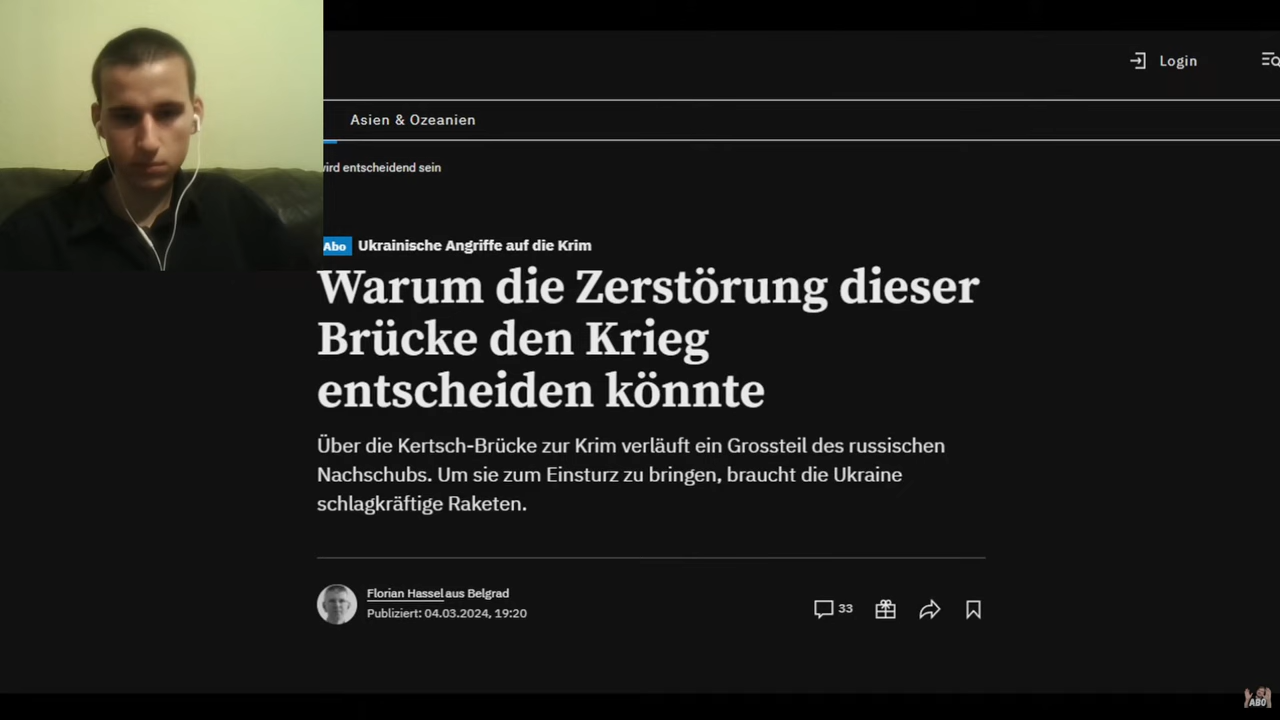 Login
Asien & Ozeanien
wird entscheidend sein
Abo Ukrainische Angriffe auf die Krim
Warum die Zerstörung dieser
Brücke den Krieg
entscheiden könnte
Über die Kertsch-Brücke zur Krim verläuft ein Grossteil des russischen
Nachschubs. Um sie zum Einsturz zu bringen, braucht die Ukraine
schlagkräftige Raketen.
Florian Hassel aus Belgrad
Publiziert: 04.03.2024, 19:20
33
ABO